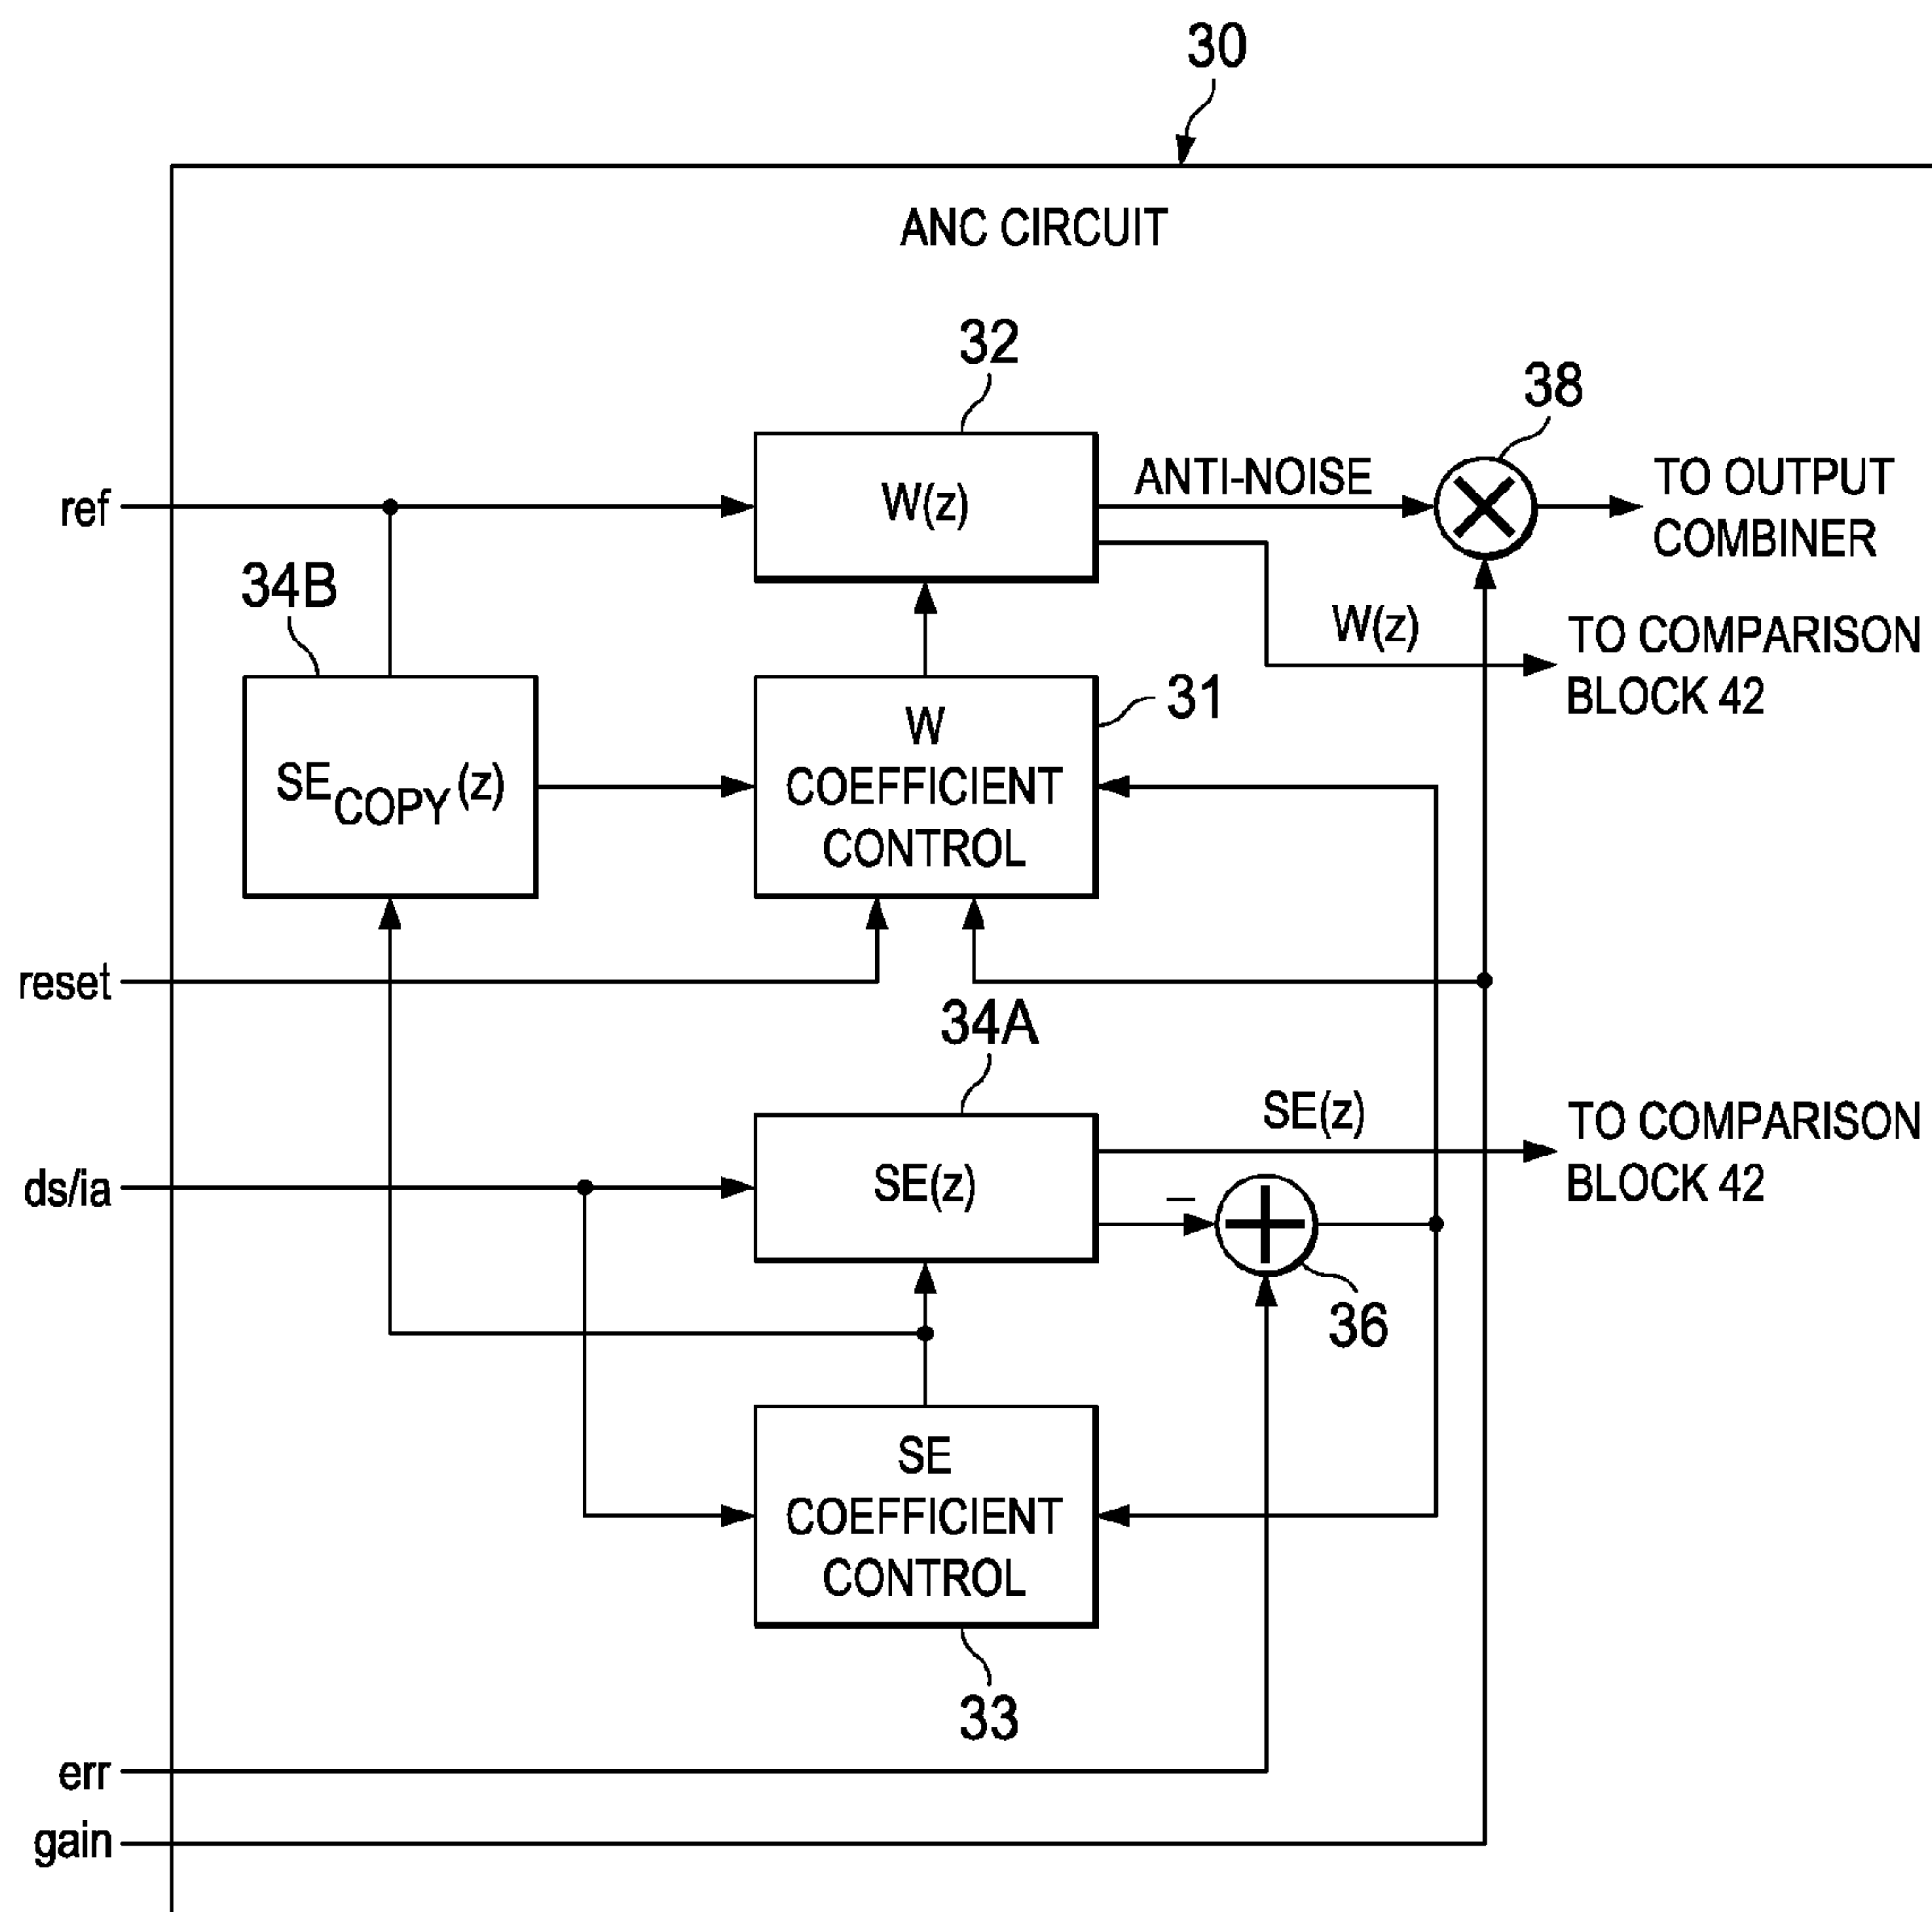 30
ANC CIRCUIT
32
38
ref
W(z)
ANTI-NOISE
TO OUTPUT
COMBINER
34B
W(z)
TO COMPARISON
BLOCK 42
31
SE COPY (z)
W
COEFFICIENT
CONTROL
reset
34A
SE(z)
TO COMPARISON
BLOCK 42
ds/ia
SE(z)
−
36
SE
COEFFICIENT
CONTROL
33
err
gain